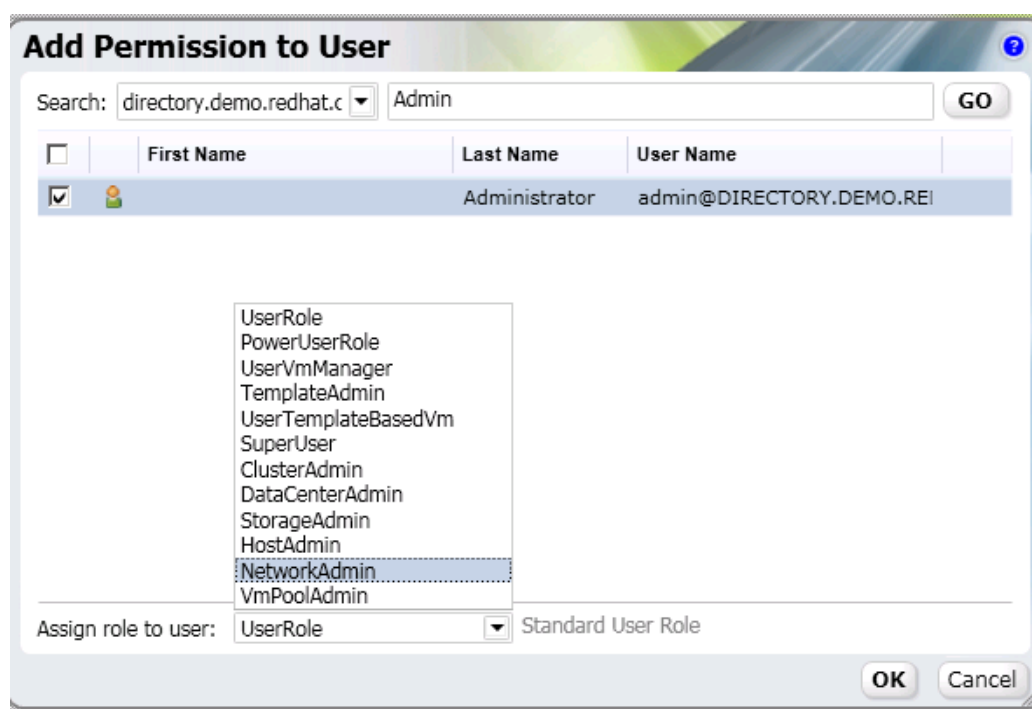 Add Permission to User
?
Search: directory.demo.redhat.c Admin GO
First Name Last Name User Name
Administrator admin@DIRECTORY.DEMO.REI
UserRole
PowerUserRole
UserVmManager
TemplateAdmin
UserTemplateBasedVm
SuperUser
ClusterAdmin
DataCenterAdmin
StorageAdmin
HostAdmin
NetworkAdmin
VmPoolAdmin
Assign role to user: UserRole Standard User Role
OK Cancel